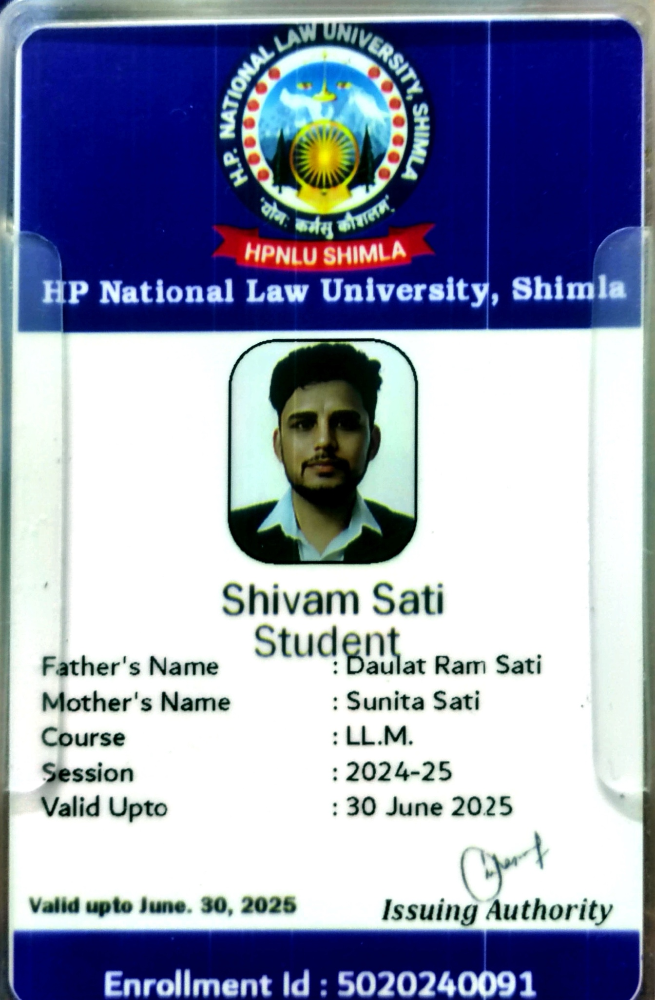 H.P. NATIONAL LAW UNIVERSITY, SHIMLA
'योगः कर्मसु कौशलम्'
HPNLU SHIMLA
HP National Law University, Shimla
Shivam Sati
Student
Father's Name : Daulat Ram Sati
Mother's Name : Sunita Sati
Course : LL.M.
Session : 2024-25
Valid Upto : 30 June 2025
Valid upto June. 30, 2025
Issuing Authority
Enrollment Id : 5020240091